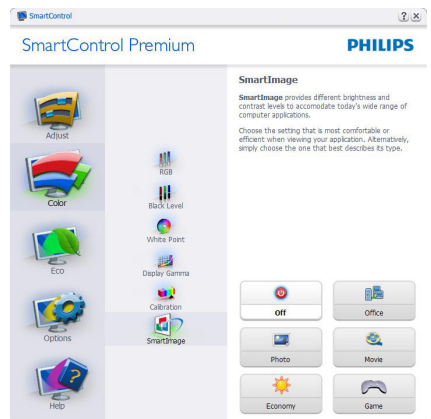 SmartControl
SmartControl Premium
PHILIPS
Adjust
Color
Eco
Options
Help
RGB
Black Level
White Point
Display Gamma
Calibration
SmartImage
SmartImage
SmartImage provides different brightness and
contrast levels to accomodate today's wide range of
computer applications.
Choose the setting that is most comfortable or
efficient when viewing your application. Alternatively,
simply choose the one that best describes its type.
Off
Office
Photo
Movie
Economy
Game